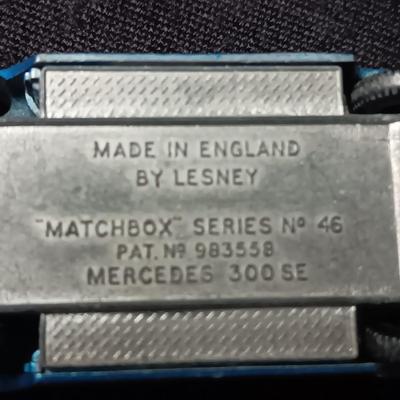 MADE IN ENGLAND
BY LESNEY
"MATCHBOX" SERIES Nº 46
PAT. Nº 983558
MERCEDES 300 SE